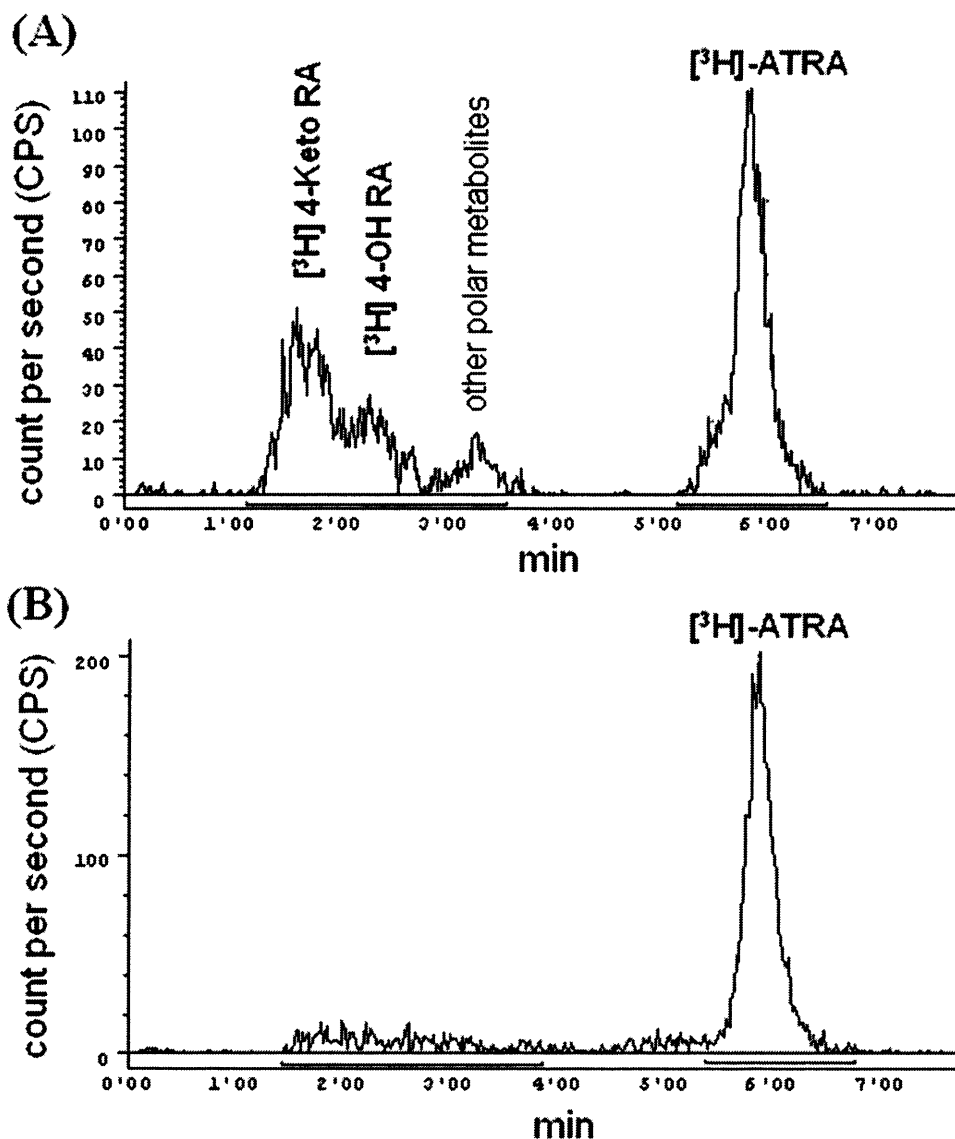 (A)
[³H] 4-Keto RA
[³H] 4-OH RA
other polar metabolites
[³H]-ATRA
count per second (CPS)
110
100
90
80
70
60
50
40
30
20
10
0
0'00 1'00 2'00 3'00 4'00 5'00 6'00 7'00
min
(B)
[³H]-ATRA
count per second (CPS)
200
100
0
0'00 1'00 2'00 3'00 4'00 5'00 6'00 7'00
min